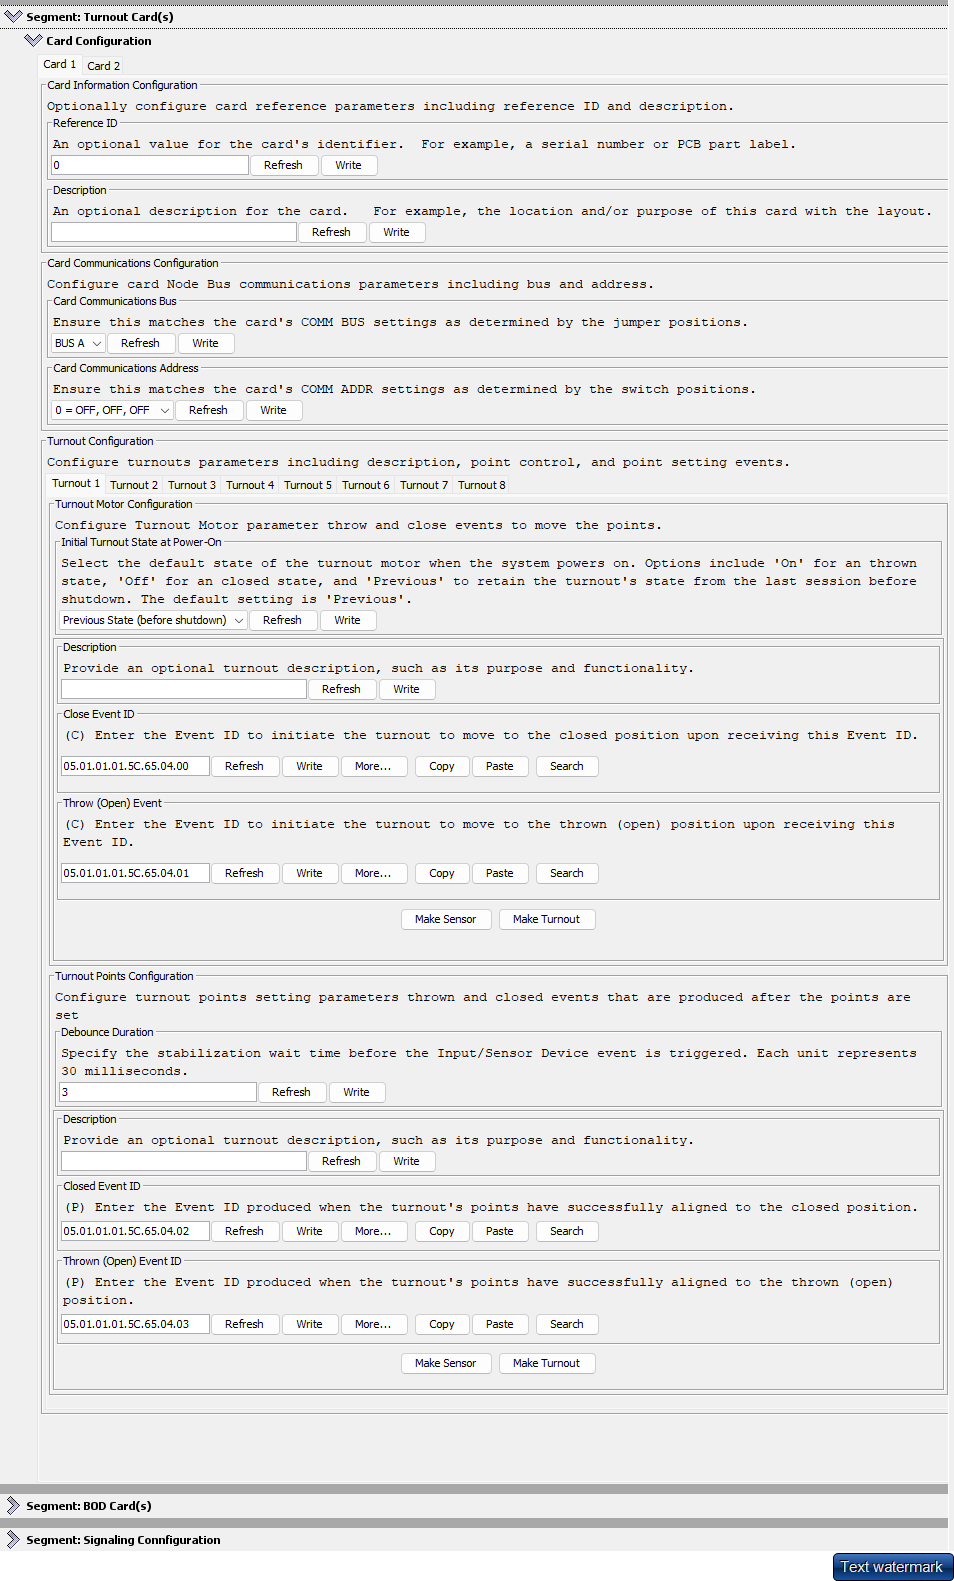 Segment: Turnout Card(s)
Card Configuration
Card 1 Card 2
Card Information Configuration
Optionally configure card reference parameters including reference ID and description.
Reference ID
An optional value for the card's identifier.  For example, a serial number or PCB part label.
0 Refresh Write
Description
An optional description for the card.   For example, the location and/or purpose of this card with the layout.
Refresh Write
Card Communications Configuration
Configure card Node Bus communications parameters including bus and address.
Card Communications Bus
Ensure this matches the card's COMM BUS settings as determined by the jumper positions.
BUS A Refresh Write
Card Communications Address
Ensure this matches the card's COMM ADDR settings as determined by the switch positions.
0 = OFF, OFF, OFF Refresh Write
Turnout Configuration
Configure turnouts parameters including description, point control, and point setting events.
Turnout 1 Turnout 2 Turnout 3 Turnout 4 Turnout 5 Turnout 6 Turnout 7 Turnout 8
Turnout Motor Configuration
Configure Turnout Motor parameter throw and close events to move the points.
Initial Turnout State at Power-On
Select the default state of the turnout motor when the system powers on. Options include 'On' for an thrown
state, 'Off' for an closed state, and 'Previous' to retain the turnout's state from the last session before
shutdown. The default setting is 'Previous'.
Previous State (before shutdown) Refresh Write
Description
Provide an optional turnout description, such as its purpose and functionality.
Refresh Write
Close Event ID
(C) Enter the Event ID to initiate the turnout to move to the closed position upon receiving this Event ID.
05.01.01.01.5C.65.04.00 Refresh Write More... Copy Paste Search
Throw (Open) Event
(C) Enter the Event ID to initiate the turnout to move to the thrown (open) position upon receiving this
Event ID.
05.01.01.01.5C.65.04.01 Refresh Write More... Copy Paste Search
Make Sensor Make Turnout
Turnout Points Configuration
Configure turnout points setting parameters thrown and closed events that are produced after the points are
set
Debounce Duration
Specify the stabilization wait time before the Input/Sensor Device event is triggered. Each unit represents
30 milliseconds.
3 Refresh Write
Description
Provide an optional turnout description, such as its purpose and functionality.
Refresh Write
Closed Event ID
(P) Enter the Event ID produced when the turnout's points have successfully aligned to the closed position.
05.01.01.01.5C.65.04.02 Refresh Write More... Copy Paste Search
Thrown (Open) Event ID
(P) Enter the Event ID produced when the turnout's points have successfully aligned to the thrown (open)
position.
05.01.01.01.5C.65.04.03 Refresh Write More... Copy Paste Search
Make Sensor Make Turnout
Segment: BOD Card(s)
Segment: Signaling Connfiguration
Text watermark